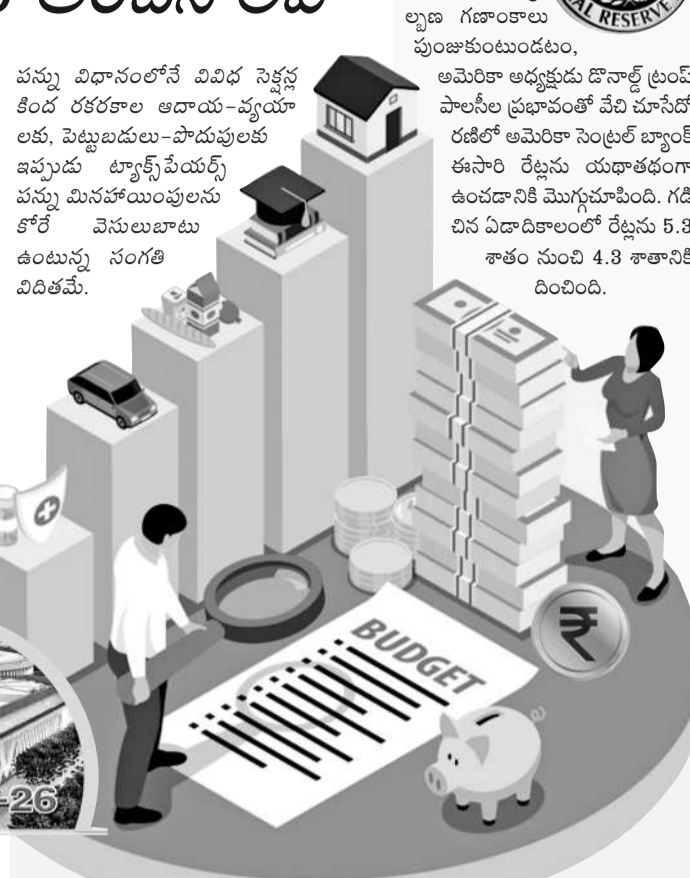 పన్ను విధానంలోనే వివిధ సెక్షన్ల
కింద రకరకాల ఆదాయ-వ్యయా
లకు, పెట్టుబడులు-పొదుపులకు
ఇప్పుడు ట్యాక్స్‌పేయర్స్
పన్ను మినహాయింపులను
కోరే వెసులుబాటు
ఉంటున్న సంగతి
విదితమే.
ల్బణ గణాంకాలు
పుంజుకుంటుండటం,
అమెరికా అధ్యక్షుడు డొనాల్డ్ ట్రంప్
పాలసీల ప్రభావంతో వేచి చూసేదో
రణిలో అమెరికా సెంట్రల్ బ్యాంక్
ఈసారి రేట్లను యథాతథంగా
ఉంచడానికి మొగ్గుచూపింది. గడి
చిన ఏడాదికాలంలో రేట్లను 5.3
శాతం నుంచి 4.3 శాతానికి
దించింది.
RESERVE
BUDGET
₹
-26